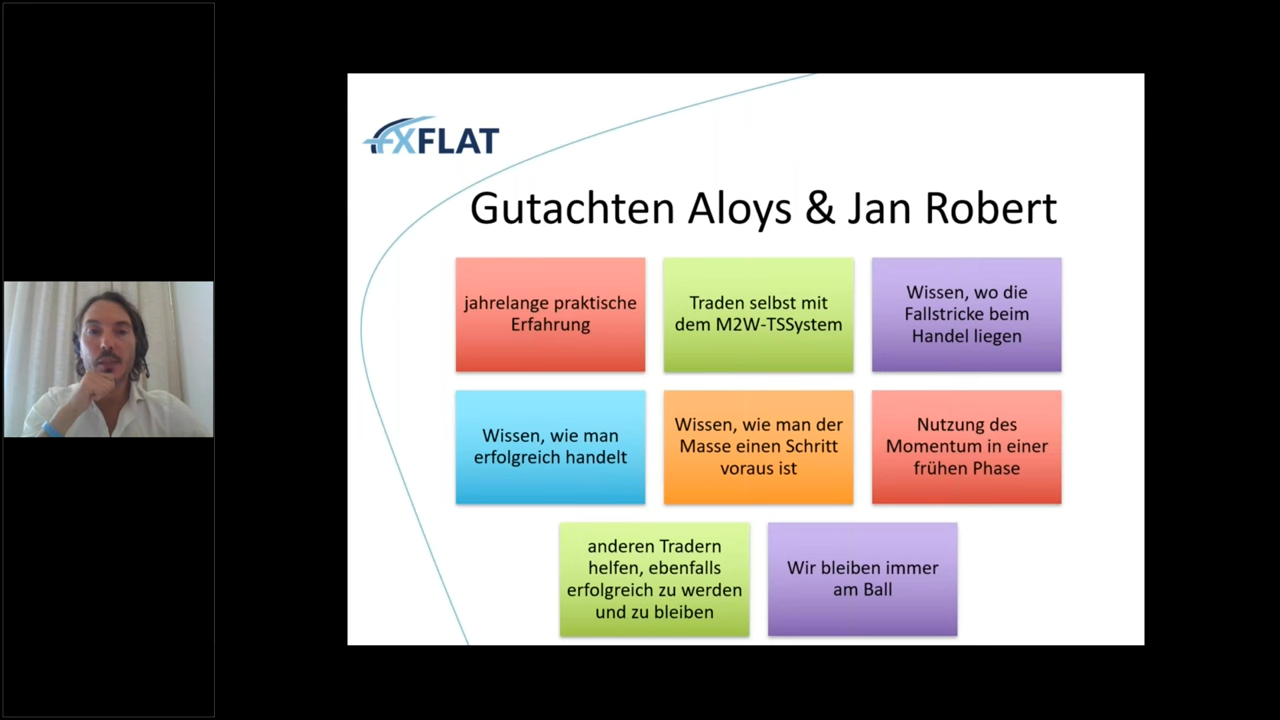 FXFLAT
Gutachten Aloys & Jan Robert
jahrelange praktische
Erfahrung
Traden selbst mit
dem M2W-TSSystem
Wissen, wo die
Fallstricke beim
Handel liegen
Wissen, wie man
erfolgreich handelt
Wissen, wie man der
Masse einen Schritt
voraus ist
Nutzung des
Momentum in einer
frühen Phase
anderen Tradern
helfen, ebenfalls
erfolgreich zu werden
und zu bleiben
Wir bleiben immer
am Ball